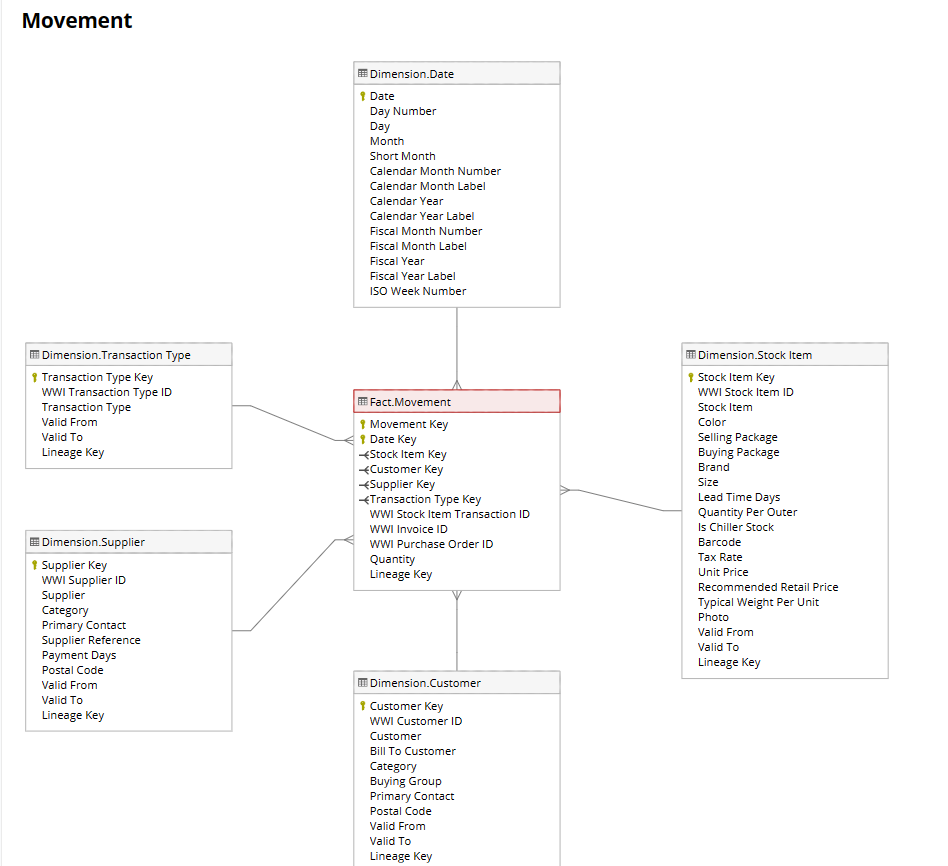 Movement
Dimension.Date
Date
Day Number
Day
Month
Short Month
Calendar Month Number
Calendar Month Label
Calendar Year
Calendar Year Label
Fiscal Month Number
Fiscal Month Label
Fiscal Year
Fiscal Year Label
ISO Week Number
Dimension.Transaction Type
Transaction Type Key
WWI Transaction Type ID
Transaction Type
Valid From
Valid To
Lineage Key
Fact.Movement
Movement Key
Date Key
Stock Item Key
Customer Key
Supplier Key
Transaction Type Key
WWI Stock Item Transaction ID
WWI Invoice ID
WWI Purchase Order ID
Quantity
Lineage Key
Dimension.Stock Item
Stock Item Key
WWI Stock Item ID
Stock Item
Color
Selling Package
Buying Package
Brand
Size
Lead Time Days
Quantity Per Outer
Is Chiller Stock
Barcode
Tax Rate
Unit Price
Recommended Retail Price
Typical Weight Per Unit
Photo
Valid From
Valid To
Lineage Key
Dimension.Supplier
Supplier Key
WWI Supplier ID
Supplier
Category
Primary Contact
Supplier Reference
Payment Days
Postal Code
Valid From
Valid To
Lineage Key
Dimension.Customer
Customer Key
WWI Customer ID
Customer
Bill To Customer
Category
Buying Group
Primary Contact
Postal Code
Valid From
Valid To
Lineage Key